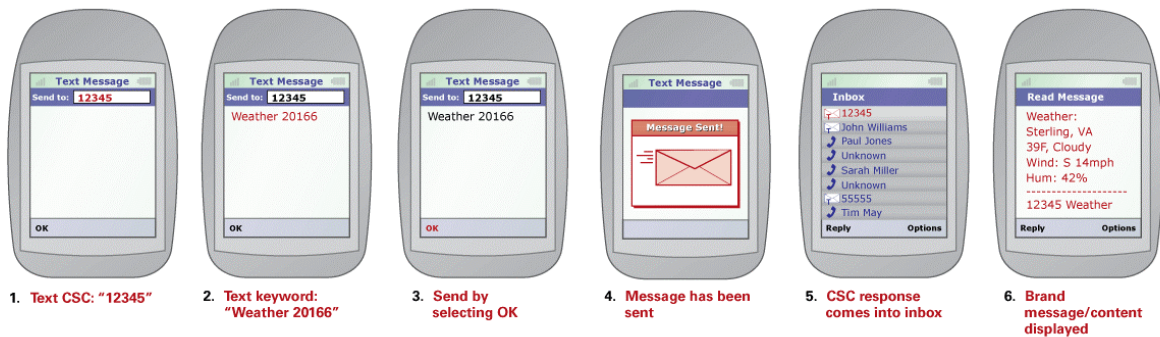 Text Message
Send to: 12345
OK
1. Text CSC: “12345”
Text Message
Send to: 12345
Weather 20166
OK
2. Text keyword:
“Weather 20166”
Text Message
Send to: 12345
Weather 20166
OK
3. Send by
selecting OK
Text Message
Message Sent!
4. Message has been
sent
Inbox
12345
John Williams
Paul Jones
Unknown
Sarah Miller
Unknown
55555
Tim May
Reply Options
5. CSC response
comes into inbox
Read Message
Weather:
Sterling, VA
39F, Cloudy
Wind: S 14mph
Hum: 42%
--------------------
12345 Weather
Reply Options
6. Brand
message/content
displayed